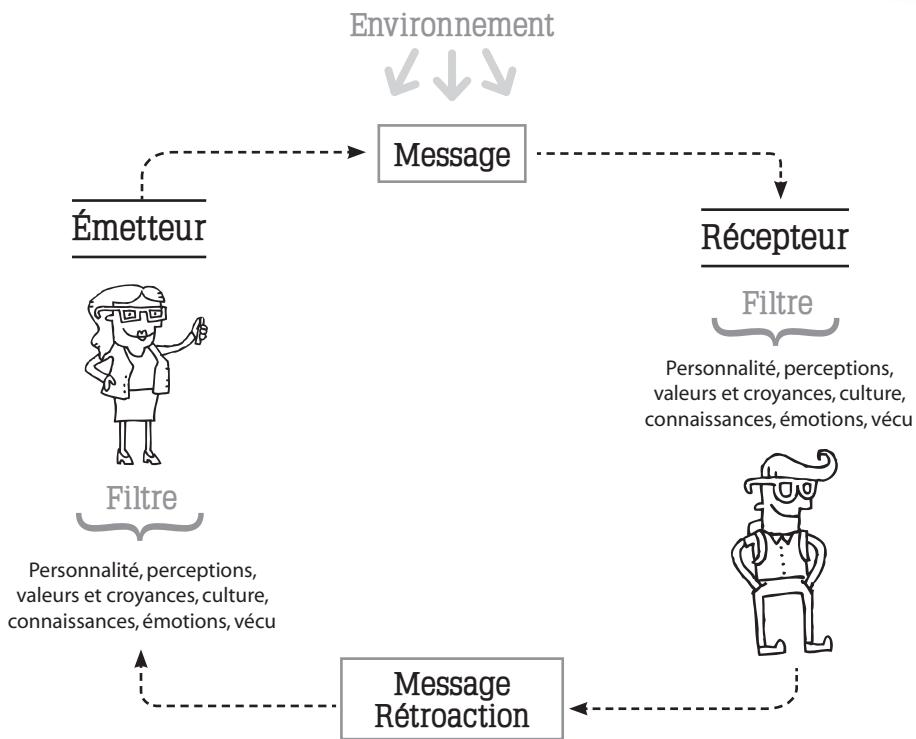 Environnement
Message
Émetteur
Récepteur
Filtre
Personnalité, perceptions,
valeurs et croyances, culture,
connaissances, émotions, vécu
Filtre
Personnalité, perceptions,
valeurs et croyances, culture,
connaissances, émotions, vécu
Message
Rétroaction